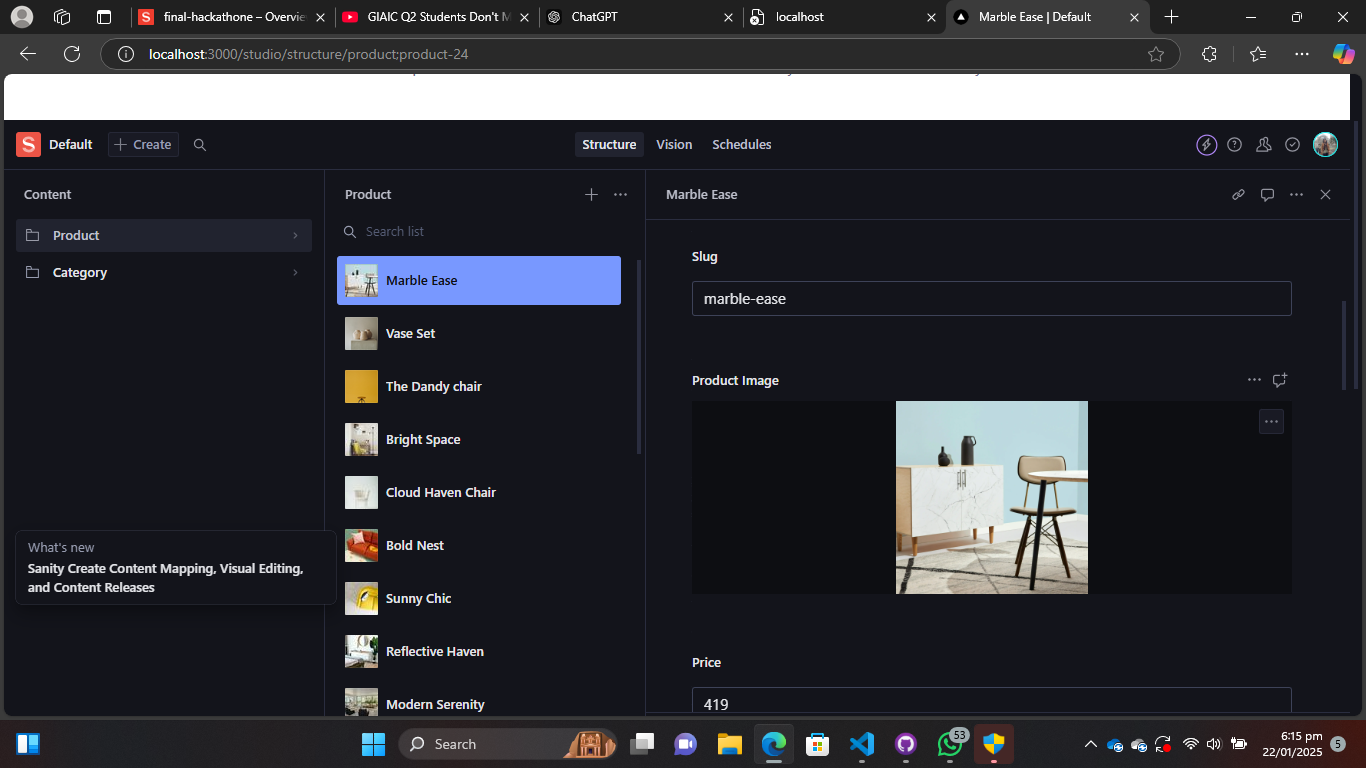 final-hackathone – Overvie
GIAIC Q2 Students Don't M
ChatGPT
localhost
Marble Ease | Default
localhost:3000/studio/structure/product;product-24
S
Default
Create
Structure
Vision
Schedules
Content
Product
Category
What's new
Sanity Create Content Mapping, Visual Editing,
and Content Releases
Product
Search list
Marble Ease
Vase Set
The Dandy chair
Bright Space
Cloud Haven Chair
Bold Nest
Sunny Chic
Reflective Haven
Modern Serenity
Marble Ease
Slug
marble-ease
Product Image
Price
419
Search
53
6:15 pm
22/01/2025
5